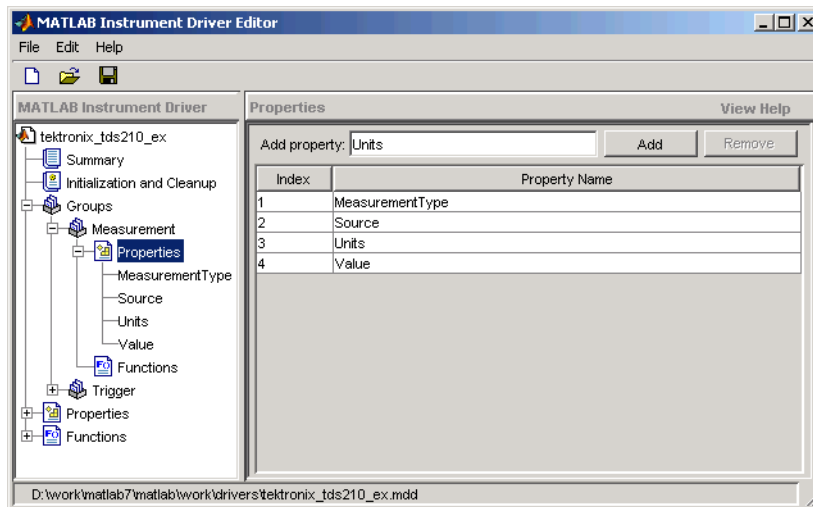 MATLAB Instrument Driver Editor
File Edit Help
MATLAB Instrument Driver
tektronix_tds210_ex
Summary
Initialization and Cleanup
Groups
Measurement
Properties
MeasurementType
Source
Units
Value
Functions
Trigger
Properties
Functions
Properties View Help
Add property: Units Add Remove
Index Property Name
1 MeasurementType
2 Source
3 Units
4 Value
D:\work\matlab7\matlab\work\drivers\tektronix_tds210_ex.mdd